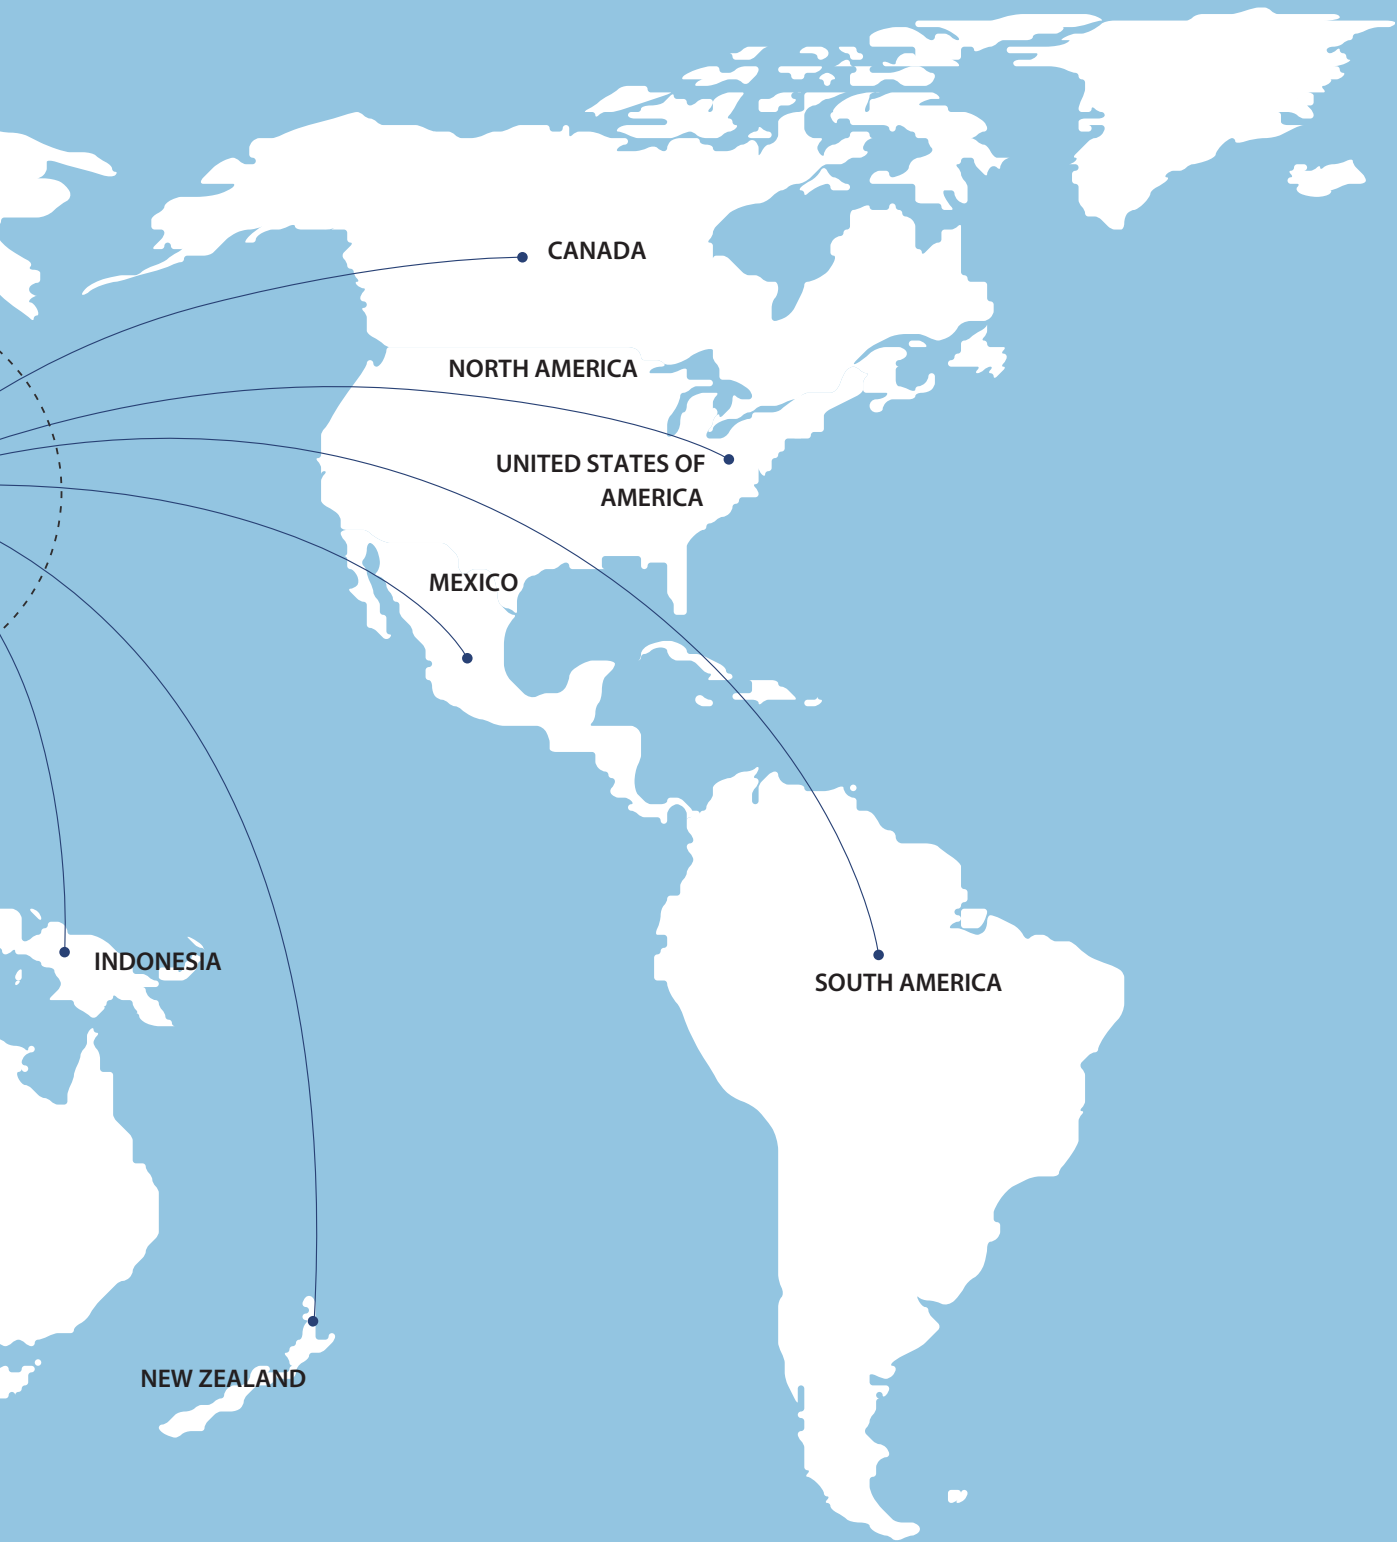 CANADA
NORTH AMERICA
UNITED STATES OF
AMERICA
MEXICO
INDONESIA
SOUTH AMERICA
NEW ZEALAND